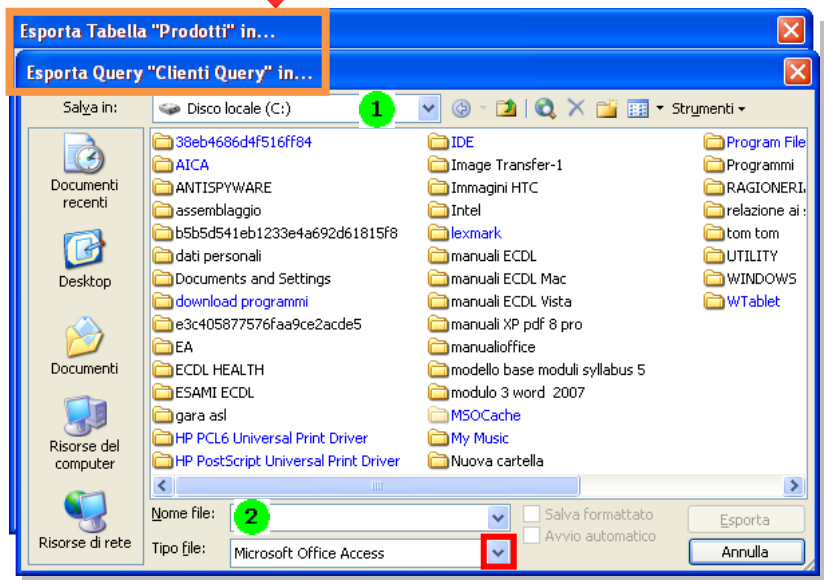 Esporta Tabella "Prodotti" in...
Esporta Query "Clienti Query" in...
Salva in:
Disco locale (C:)
1
Strumenti
Documenti recenti
Desktop
Documenti
Risorse del computer
Risorse di rete
38eb4686d4f516ff84
AICA
ANTISPYWARE
assemblaggio
b5b5d541eb1233e4a692d61815f8
dati personali
Documents and Settings
download programmi
e3c405877576faa9ce2acde5
EA
ECDL HEALTH
ESAMI ECDL
gara asl
HP PCL6 Universal Print Driver
HP PostScript Universal Print Driver
IDE
Image Transfer-1
Immagini HTC
Intel
lexmark
manuali ECDL
manuali ECDL Mac
manuali ECDL Vista
manuali XP pdf 8 pro
manualioffice
modello base moduli syllabus 5
modulo 3 word 2007
MSOCache
My Music
Nuova cartella
Program File
Programmi
RAGIONERI
relazione ai s
tom tom
UTILITY
WINDOWS
WTablet
Nome file:
2
Salva formattato
Avvio automatico
Esporta
Tipo file:
Microsoft Office Access
Annulla